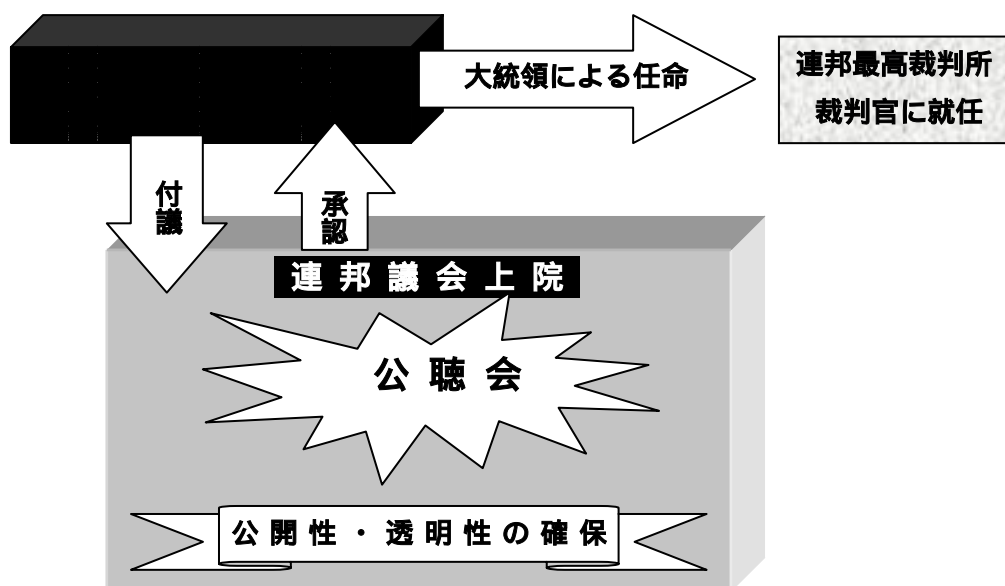 大統領による任命
連邦最高裁判所
裁判官に就任
付議
承認
連邦議会上院
公聴会
公開性・透明性の確保